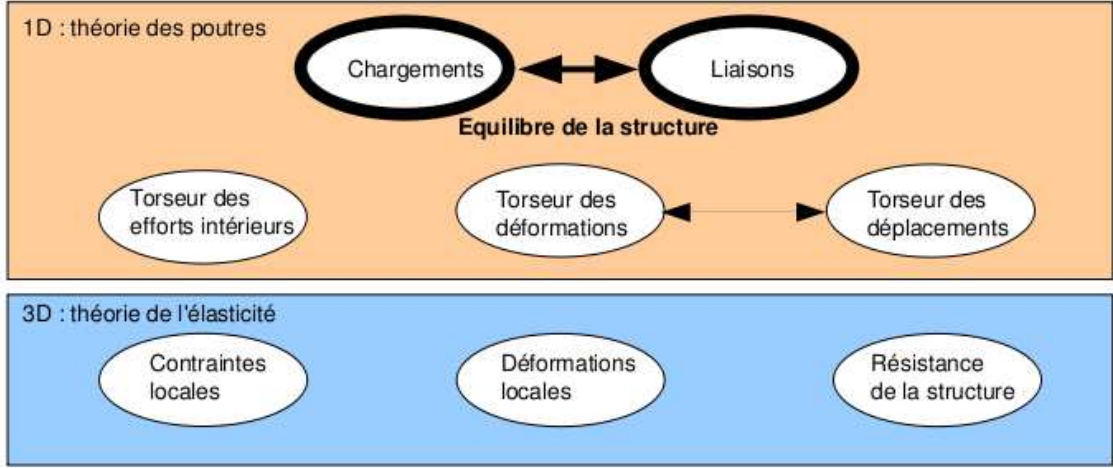 1D : théorie des poutres
Chargements
Liaisons
Equilibre de la structure
Torseur des
efforts intérieurs
Torseur des
déformations
Torseur des
déplacements
3D : théorie de l'élasticité
Contraintes
locales
Déformations
locales
Résistance
de la structure